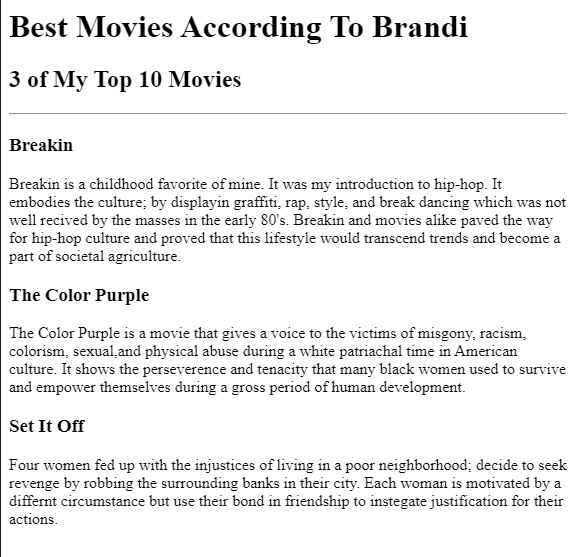 Best Movies According To Brandi
3 of My Top 10 Movies
Breakin
Breakin is a childhood favorite of mine. It was my introduction to hip-hop. It
embodies the culture; by displayin graffiti, rap, style, and break dancing which was not
well recived by the masses in the early 80's. Breakin and movies alike paved the way
for hip-hop culture and proved that this lifestyle would transcend trends and become a
part of societal agriculture.
The Color Purple
The Color Purple is a movie that gives a voice to the victims of misgony, racism,
colorism, sexual,and physical abuse during a white patriachal time in American
culture. It shows the perseverence and tenacity that many black women used to survive
and empower themselves during a gross period of human development.
Set It Off
Four women fed up with the injustices of living in a poor neighborhood; decide to seek
revenge by robbing the surrounding banks in their city. Each woman is motivated by a
differnt circumstance but use their bond in friendship to instegate justification for their
actions.